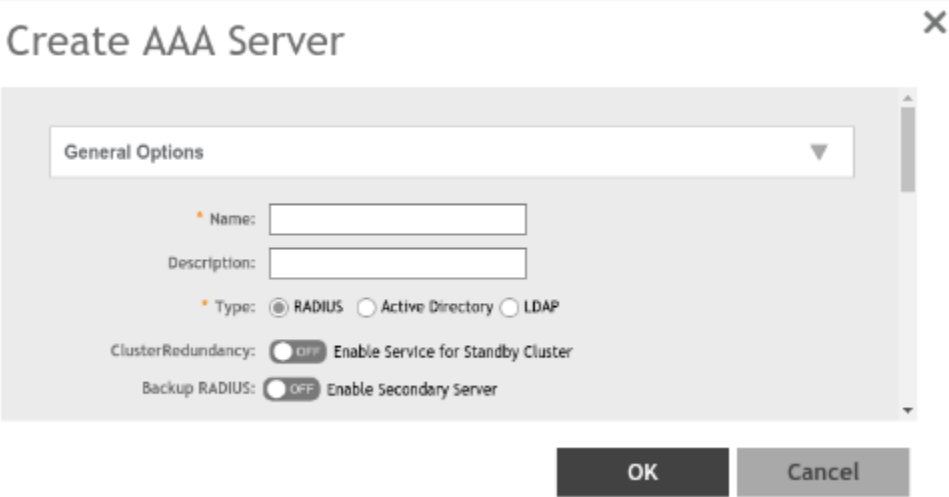 Create AAA Server
General Options
* Name:
Description:
* Type: RADIUS Active Directory LDAP
ClusterRedundancy: OFF Enable Service for Standby Cluster
Backup RADIUS: OFF Enable Secondary Server
OK Cancel